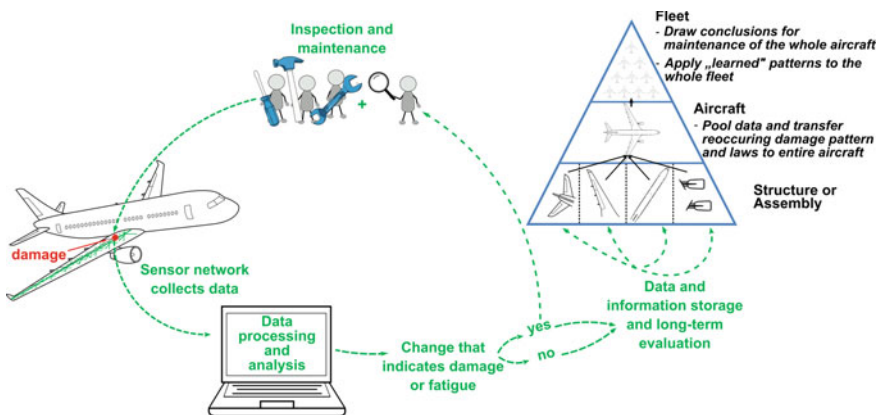 Inspection and
maintenance
+
Fleet
- Draw conclusions for
maintenance of the whole aircraft
- Apply „learned" patterns to the
whole fleet
Aircraft
- Pool data and transfer
reoccuring damage pattern
and laws to entire aircraft
Structure or
Assembly
damage
Sensor network
collects data
Data
processing
and
analysis
Change that
indicates damage
or fatigue
yes
no
Data and
information storage
and long-term
evaluation